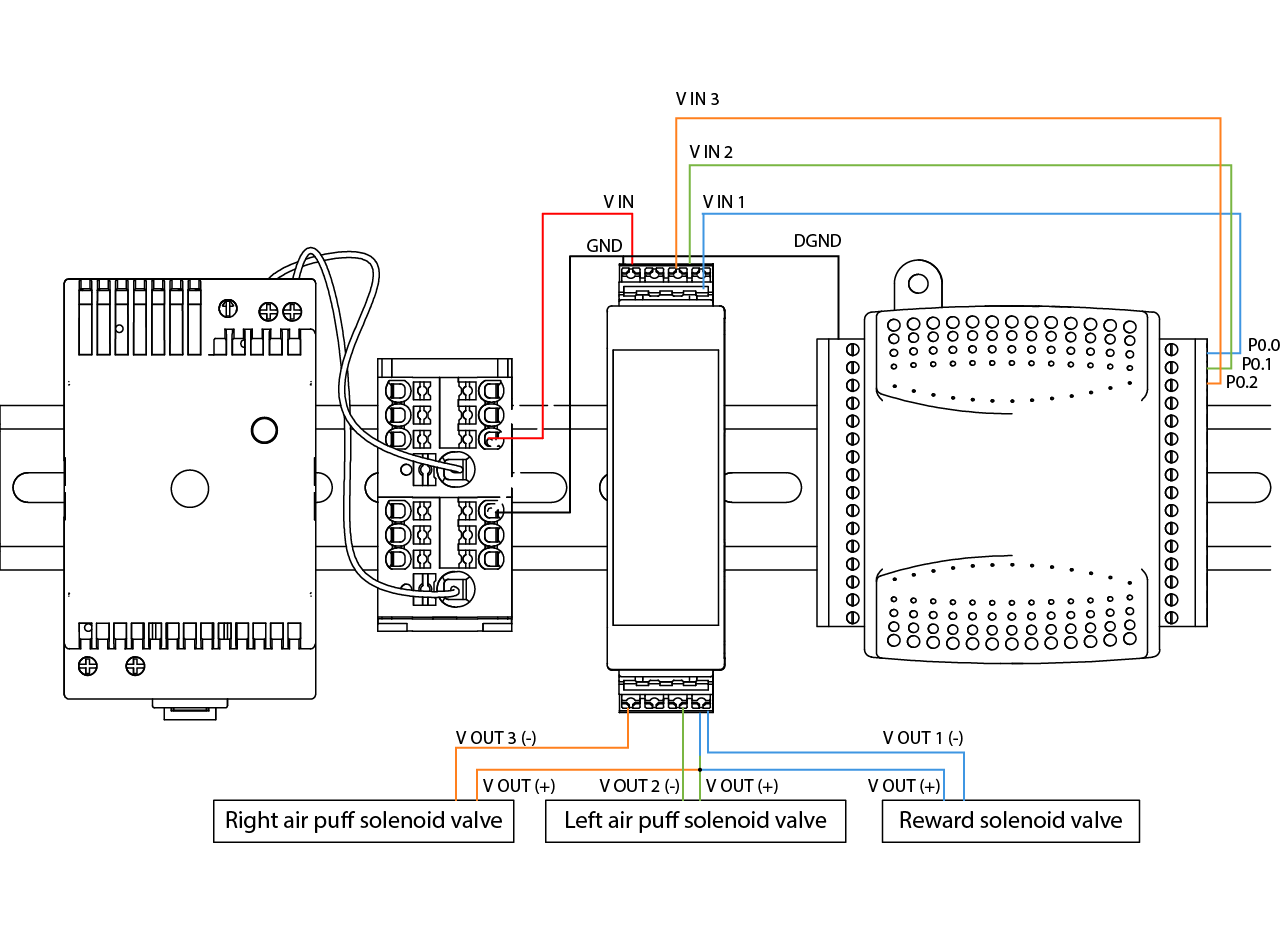 V IN 3
V IN 2
V IN
V IN 1
GND
DGND
P0.0
P0.1
P0.2
V OUT 3 (-)
V OUT 1 (-)
V OUT (+)
V OUT 2 (-)
V OUT (+)
V OUT (+)
Right air puff solenoid valve
Left air puff solenoid valve
Reward solenoid valve